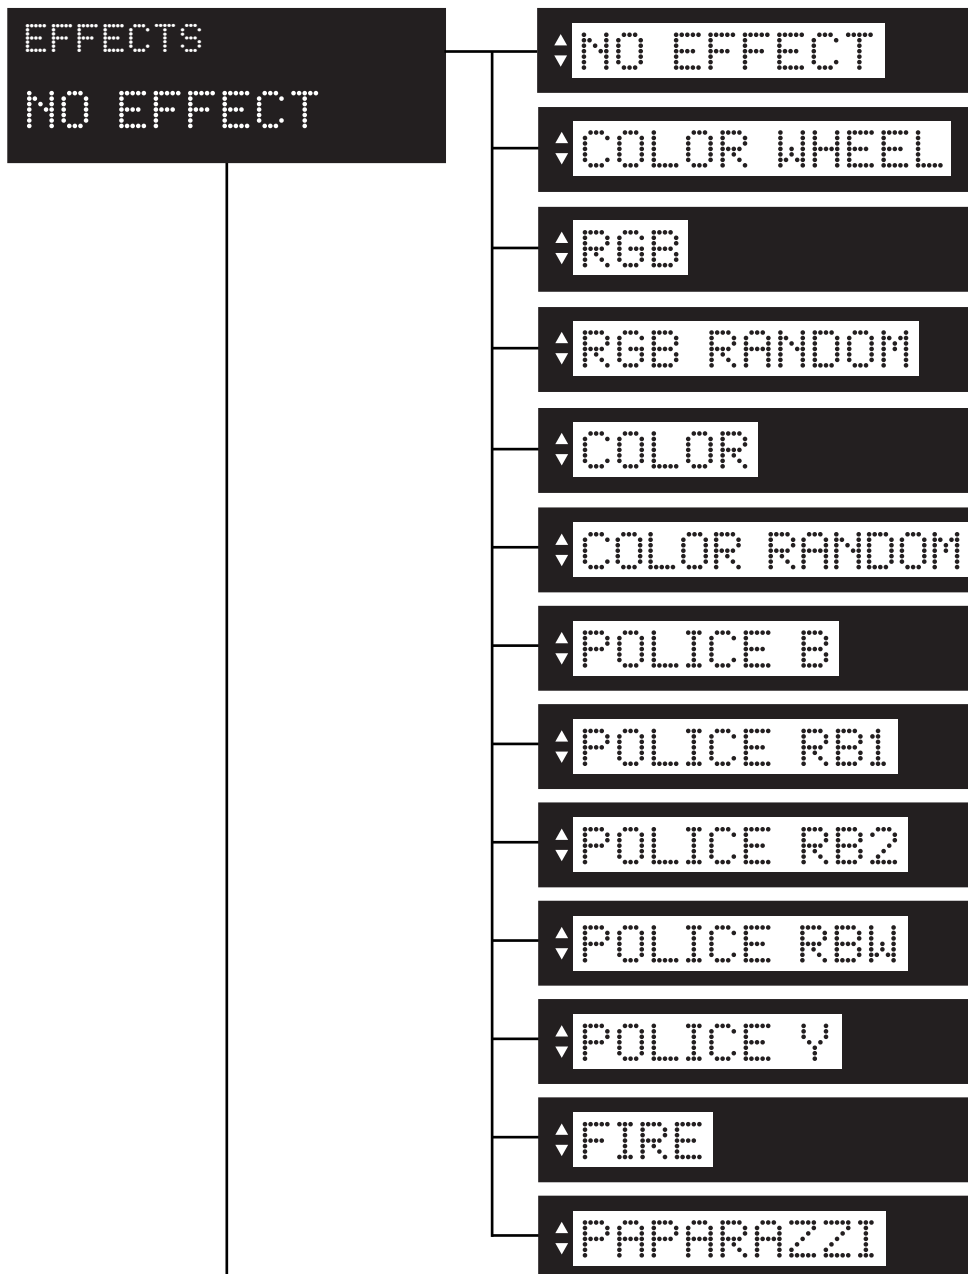 EFFECTS
NO EFFECT
NO EFFECT
COLOR WHEEL
RGB
RGB RANDOM
COLOR
COLOR RANDOM
POLICE B
POLICE RB1
POLICE RB2
POLICE RBW
POLICE Y
FIRE
PAPARAZZI